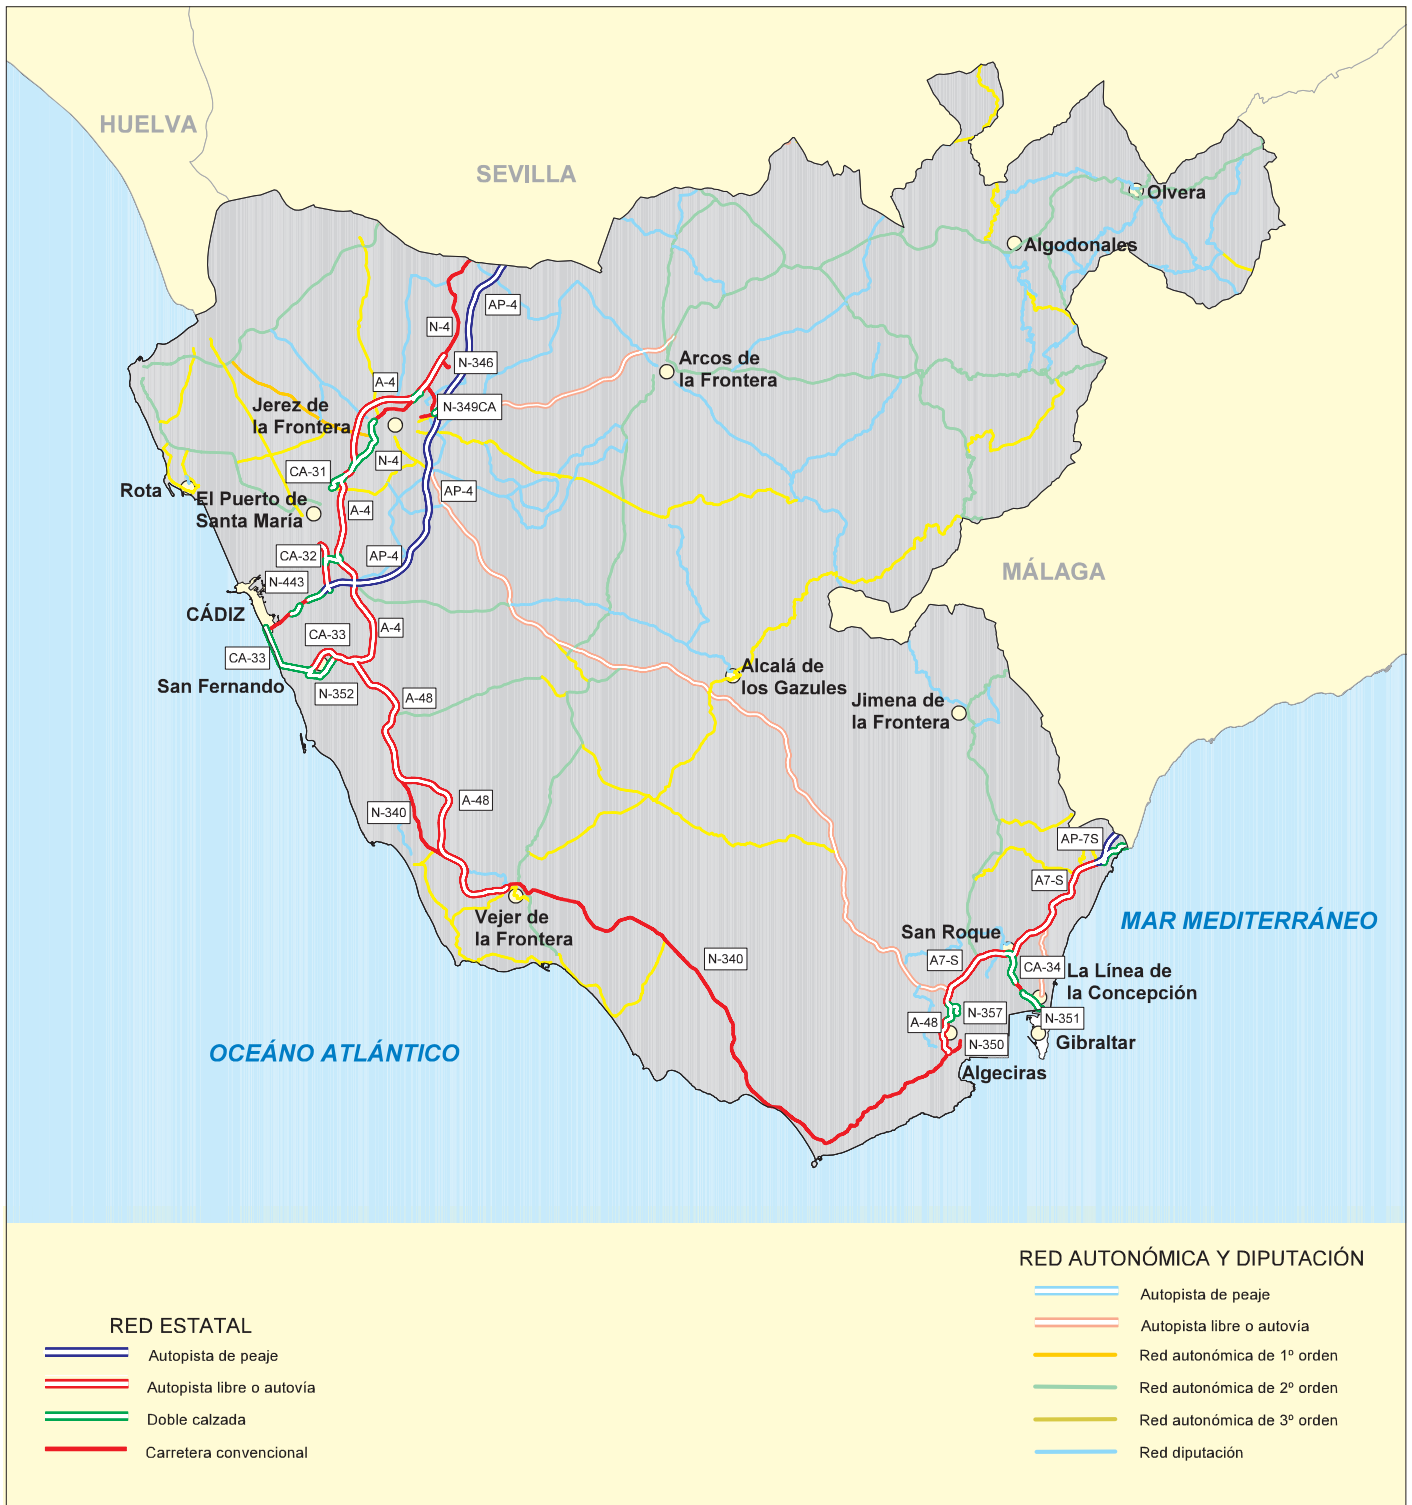 HUELVA
SEVILLA
Olvera
Algodonales
AP-4
N-4
N-346
Arcos de
la Frontera
A-4
Jerez de
la Frontera
N-349CA
N-4
CA-31
Rota
El Puerto de
Santa María
AP-4
A-4
CA-32
AP-4
N-443
MÁLAGA
CÁDIZ
CA-33
A-4
CA-33
San Fernando
N-352
A-48
Alcalá de
los Gazules
Jimena de
la Frontera
A-48
N-340
AP-7S
A7-S
Vejer de
la Frontera
MAR MEDITERRÁNEO
San Roque
N-340
A7-S
CA-34
La Línea de
la Concepción
N-357
A-48
N-351
N-350
Gibraltar
OCEÁNO ATLÁNTICO
Algeciras
RED ESTATAL
Autopista de peaje
Autopista libre o autovía
Doble calzada
Carretera convencional
RED AUTONÓMICA Y DIPUTACIÓN
Autopista de peaje
Autopista libre o autovía
Red autonómica de 1º orden
Red autonómica de 2º orden
Red autonómica de 3º orden
Red diputación